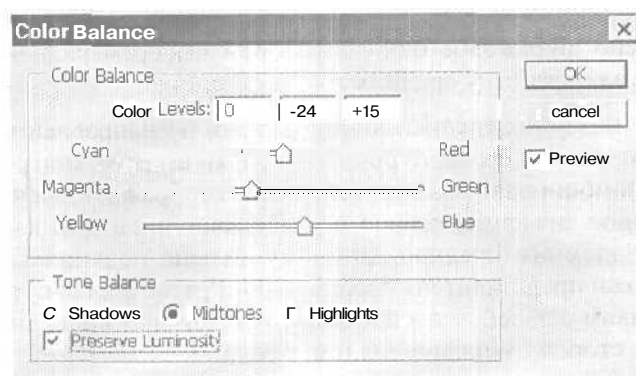 Color Balance
Color Balance
OK
Color Levels: 0 -24 +15
cancel
Cyan Red
Preview
Magenta Green
Yellow Blue
Tone Balance
C Shadows Midtones Г Highlights
Preserve Luminosity